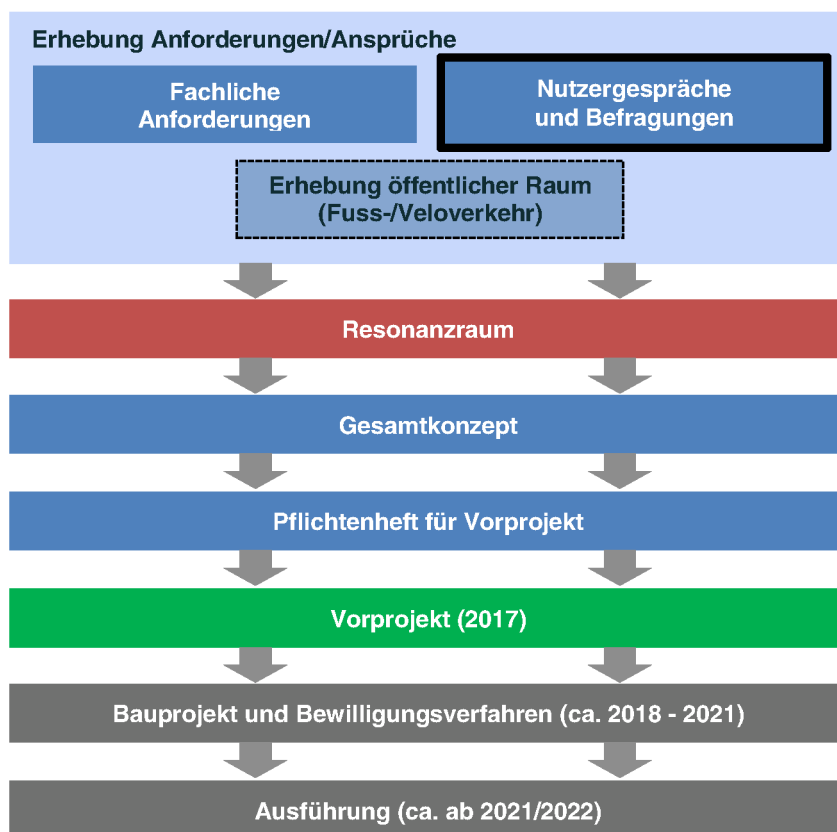 Erhebung Anforderungen/Ansprüche
Fachliche
Anforderungen
Nutzergespräche
und Befragungen
Erhebung öffentlicher Raum
(Fuss-/Veloverkehr)
Resonanzraum
Gesamtkonzept
Pflichtenheft für Vorprojekt
Vorprojekt (2017)
Bauprojekt und Bewilligungsverfahren (ca. 2018 - 2021)
Ausführung (ca. ab 2021/2022)